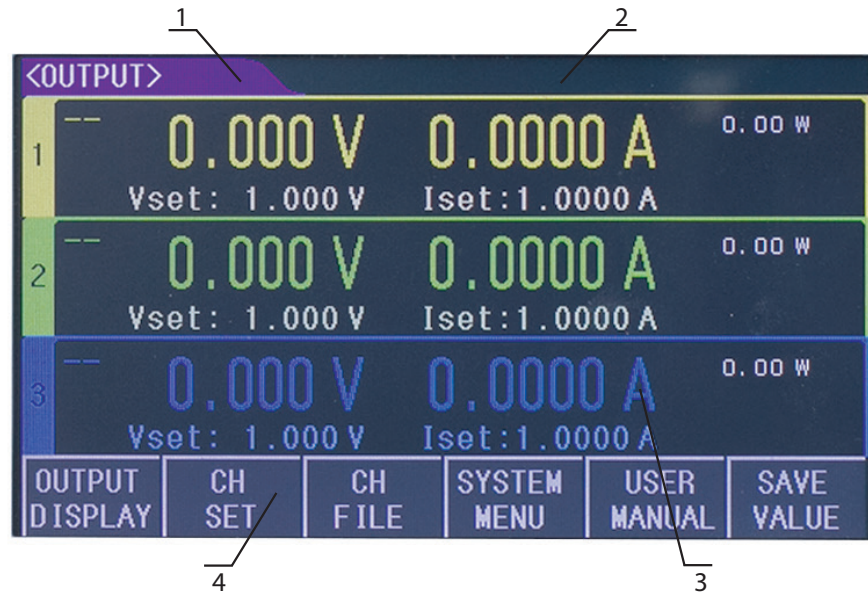 1 2
<OUTPUT>
1 -- 0.000 V 0.0000 A 0.00 W
Vset: 1.000 V Iset:1.0000 A
2 -- 0.000 V 0.0000 A 0.00 W
Vset: 1.000 V Iset:1.0000 A
3 -- 0.000 V 0.0000 A 0.00 W
Vset: 1.000 V Iset:1.0000 A
OUTPUT CH CH SYSTEM USER SAVE
DISPLAY SET FILE MENU MANUAL VALUE
4 3